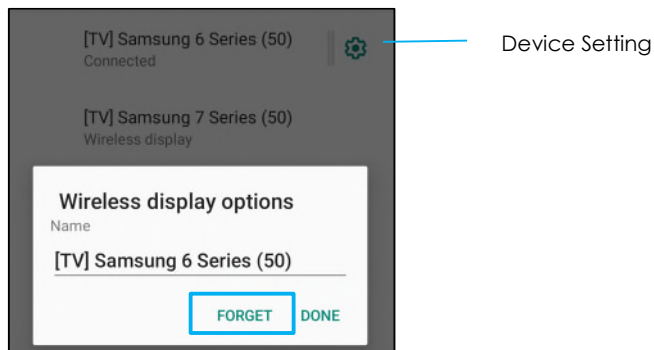 [TV] Samsung 6 Series (50)
Connected
Device Setting
[TV] Samsung 7 Series (50)
Wireless display
Wireless display options
Name
[TV] Samsung 6 Series (50)
FORGET DONE